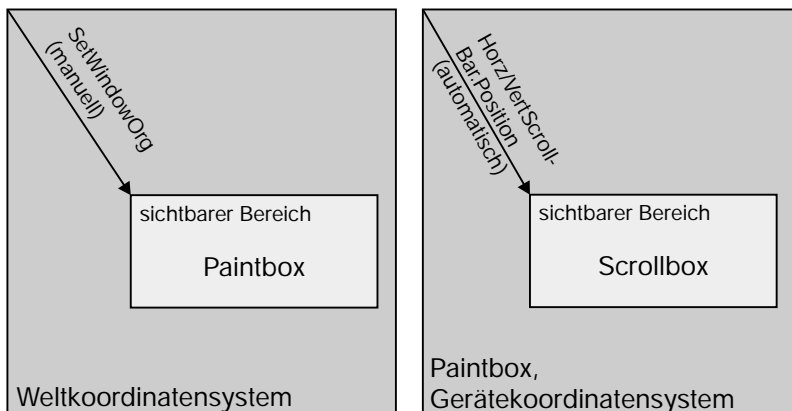 SetWindowOrg
(manuell)
sichtbarer Bereich
Paintbox
Weltkoordinatensystem
Horz/VertScroll-
Bar.Position
(automatisch)
sichtbarer Bereich
Scrollbox
Paintbox,
Gerätekoordinatensystem